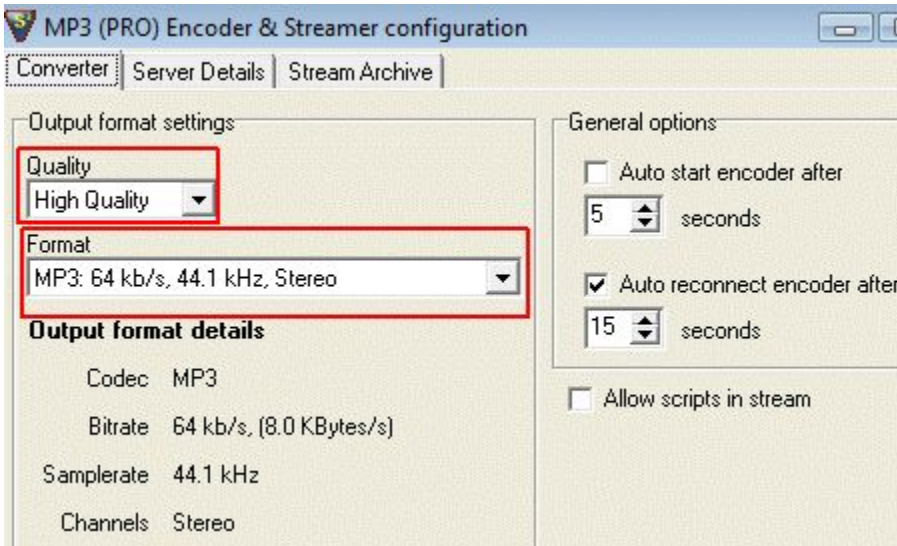 MP3 (PRO) Encoder & Streamer configuration
Converter Server Details Stream Archive
Output format settings
Quality
High Quality
Format
MP3: 64 kb/s, 44.1 kHz, Stereo
Output format details
Codec MP3
Bitrate 64 kb/s, (8.0 KBytes/s)
Samplerate 44.1 kHz
Channels Stereo
General options
Auto start encoder after
5 seconds
Auto reconnect encoder after
15 seconds
Allow scripts in stream